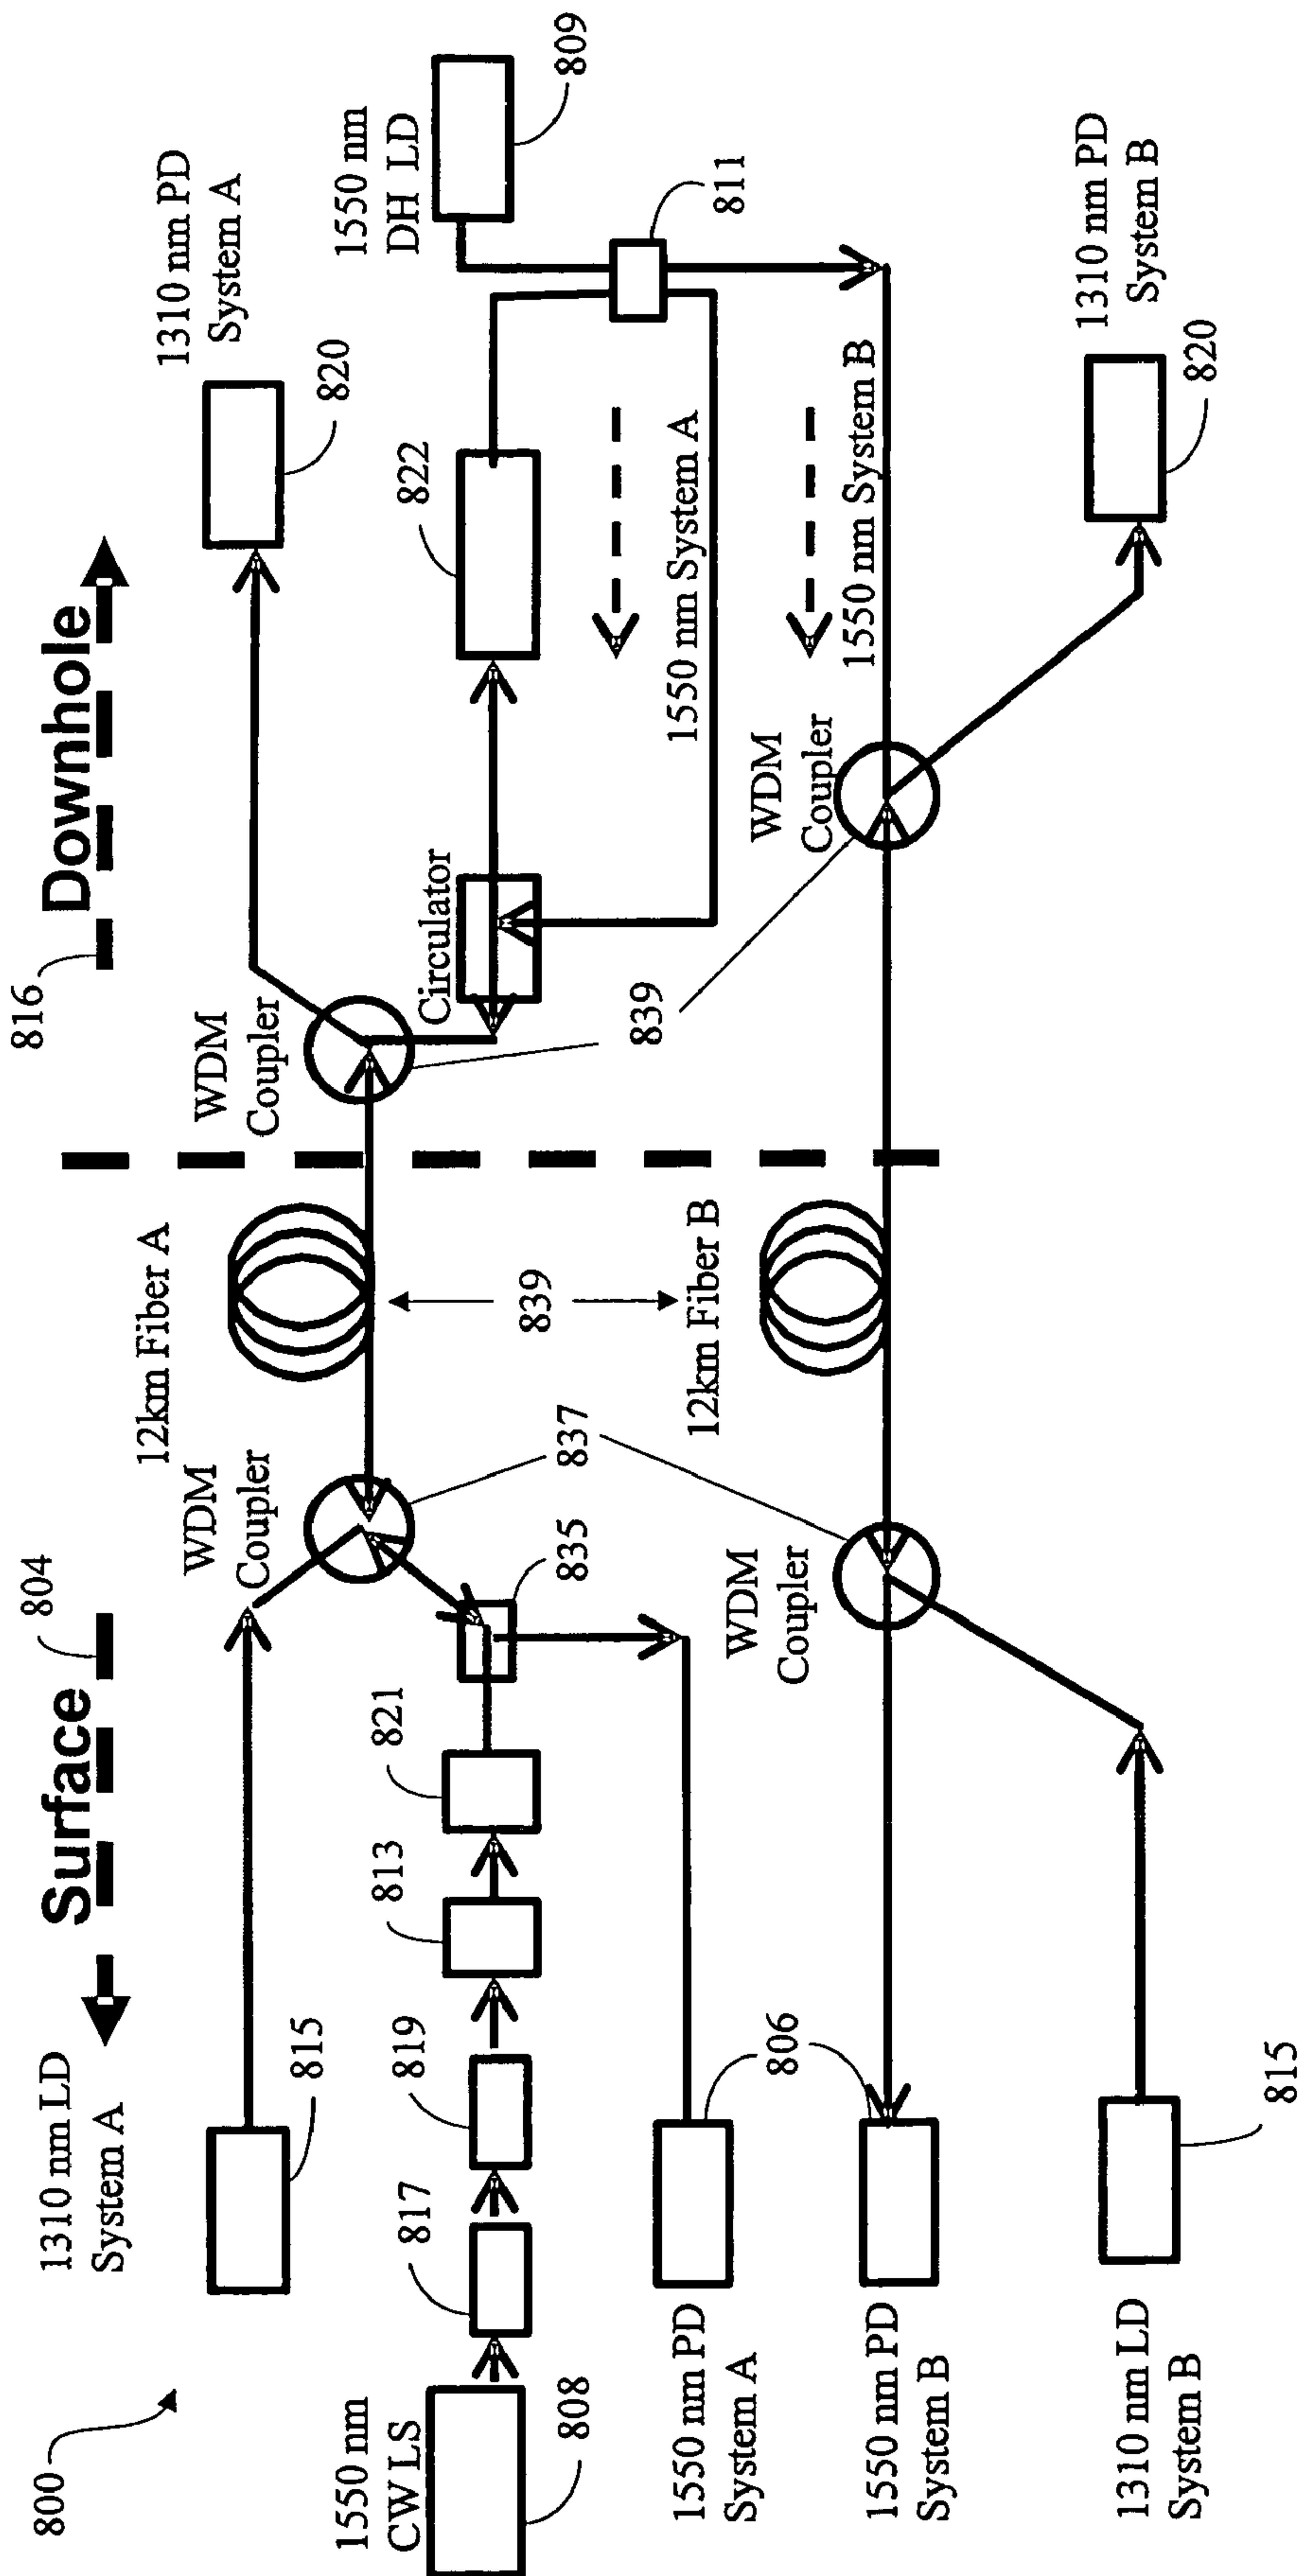 800
Surface
804
816
Downhole
1310 nm LD
System A
815
WDM
Coupler
12km Fiber A
WDM
Coupler
1310 nm PD
System A
820
1550 nm
CW LS
808
817
819
813
821
835
837
839
839
Circulator
822
1550 nm
DH LD
809
811
1550 nm PD
System A
806
1550 nm System A
12km Fiber B
WDM
Coupler
WDM
Coupler
1550 nm System B
1550 nm PD
System B
1310 nm LD
System B
815
1310 nm PD
System B
820